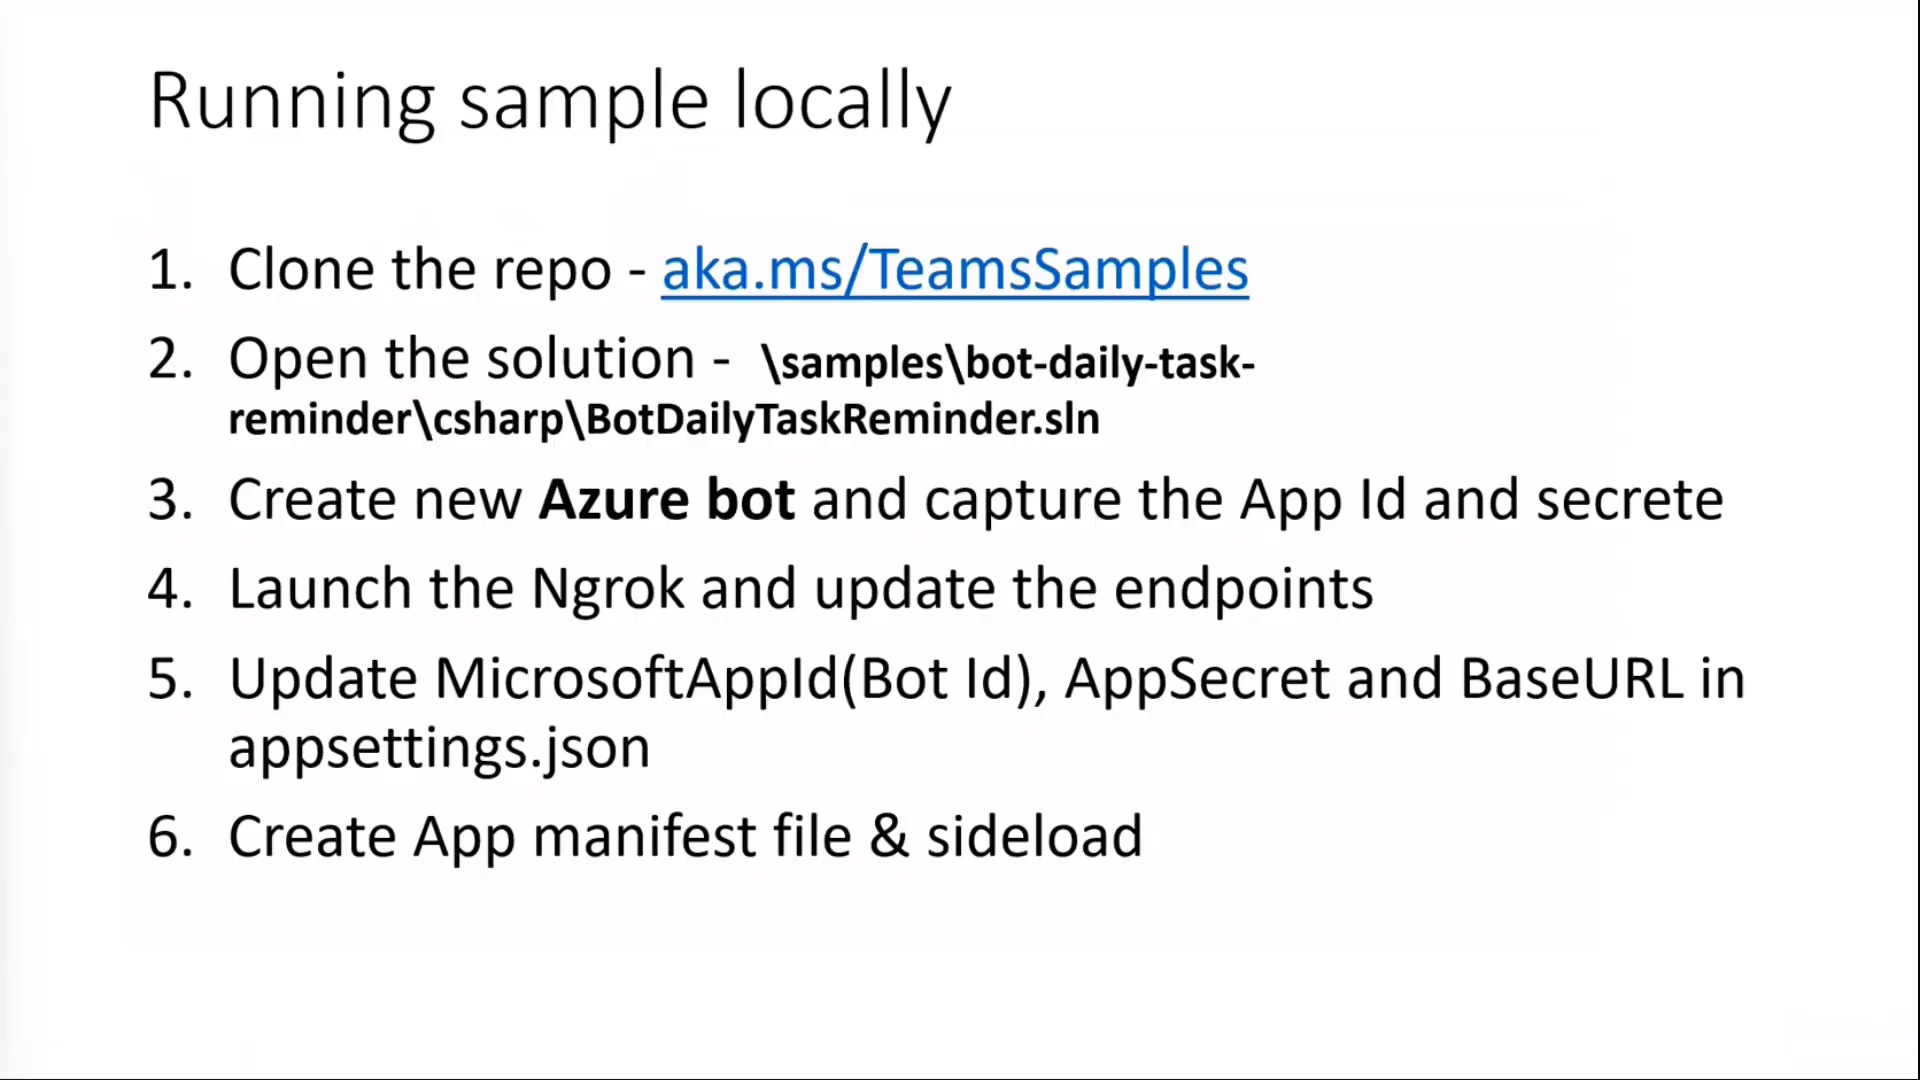 Running sample locally
1. Clone the repo - aka.ms/TeamsSamples
2. Open the solution - \samples\bot-daily-task-
reminder\csharp\BotDailyTaskReminder.sln
3. Create new Azure bot and capture the App Id and secrete
4. Launch the Ngrok and update the endpoints
5. Update MicrosoftAppId(Bot Id), AppSecret and BaseURL in
appsettings.json
6. Create App manifest file & sideload